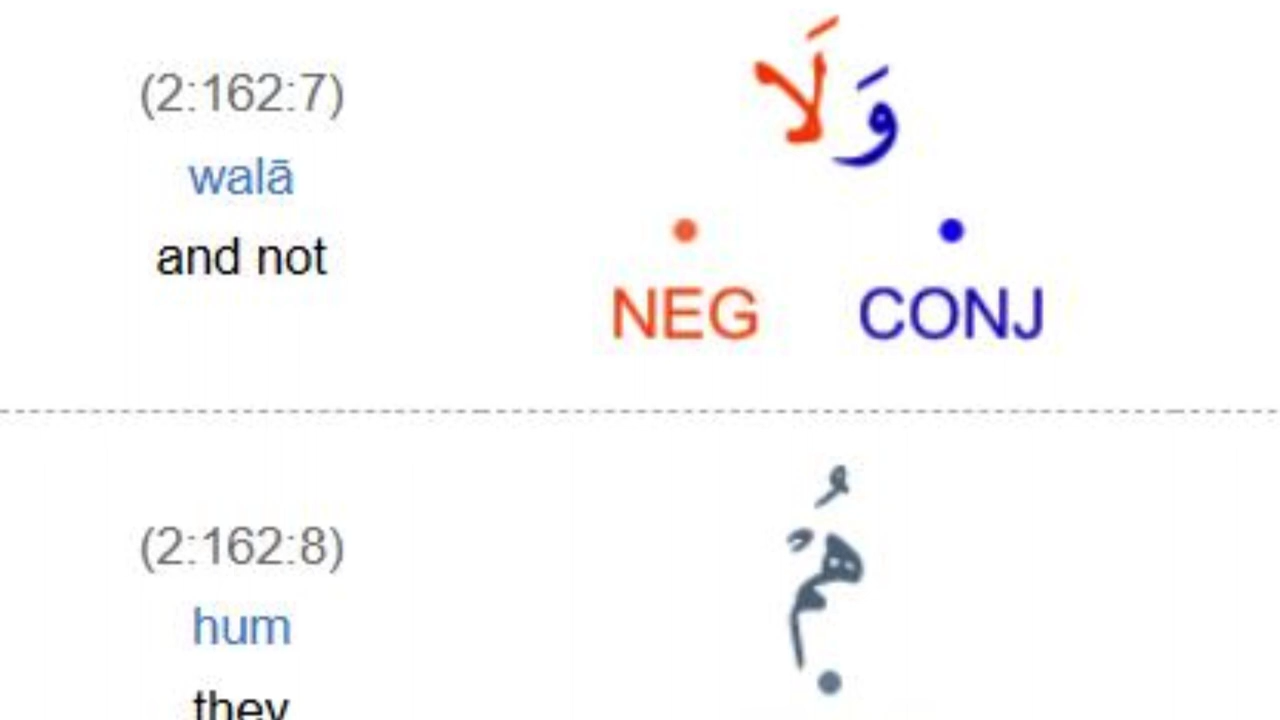 (2:162:7)
walā
and not
وَلَا
NEG CONJ
(2:162:8)
hum
they
هُمْ